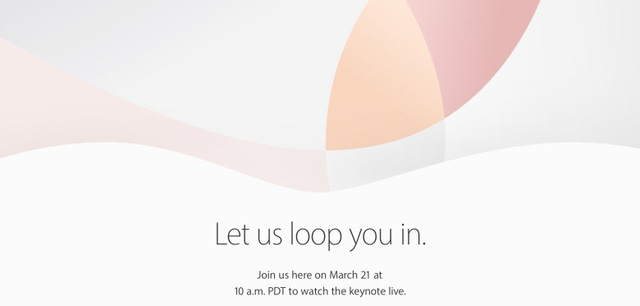 Let us loop you in.
Join us here on March 21 at
10 a.m. PDT to watch the keynote live.